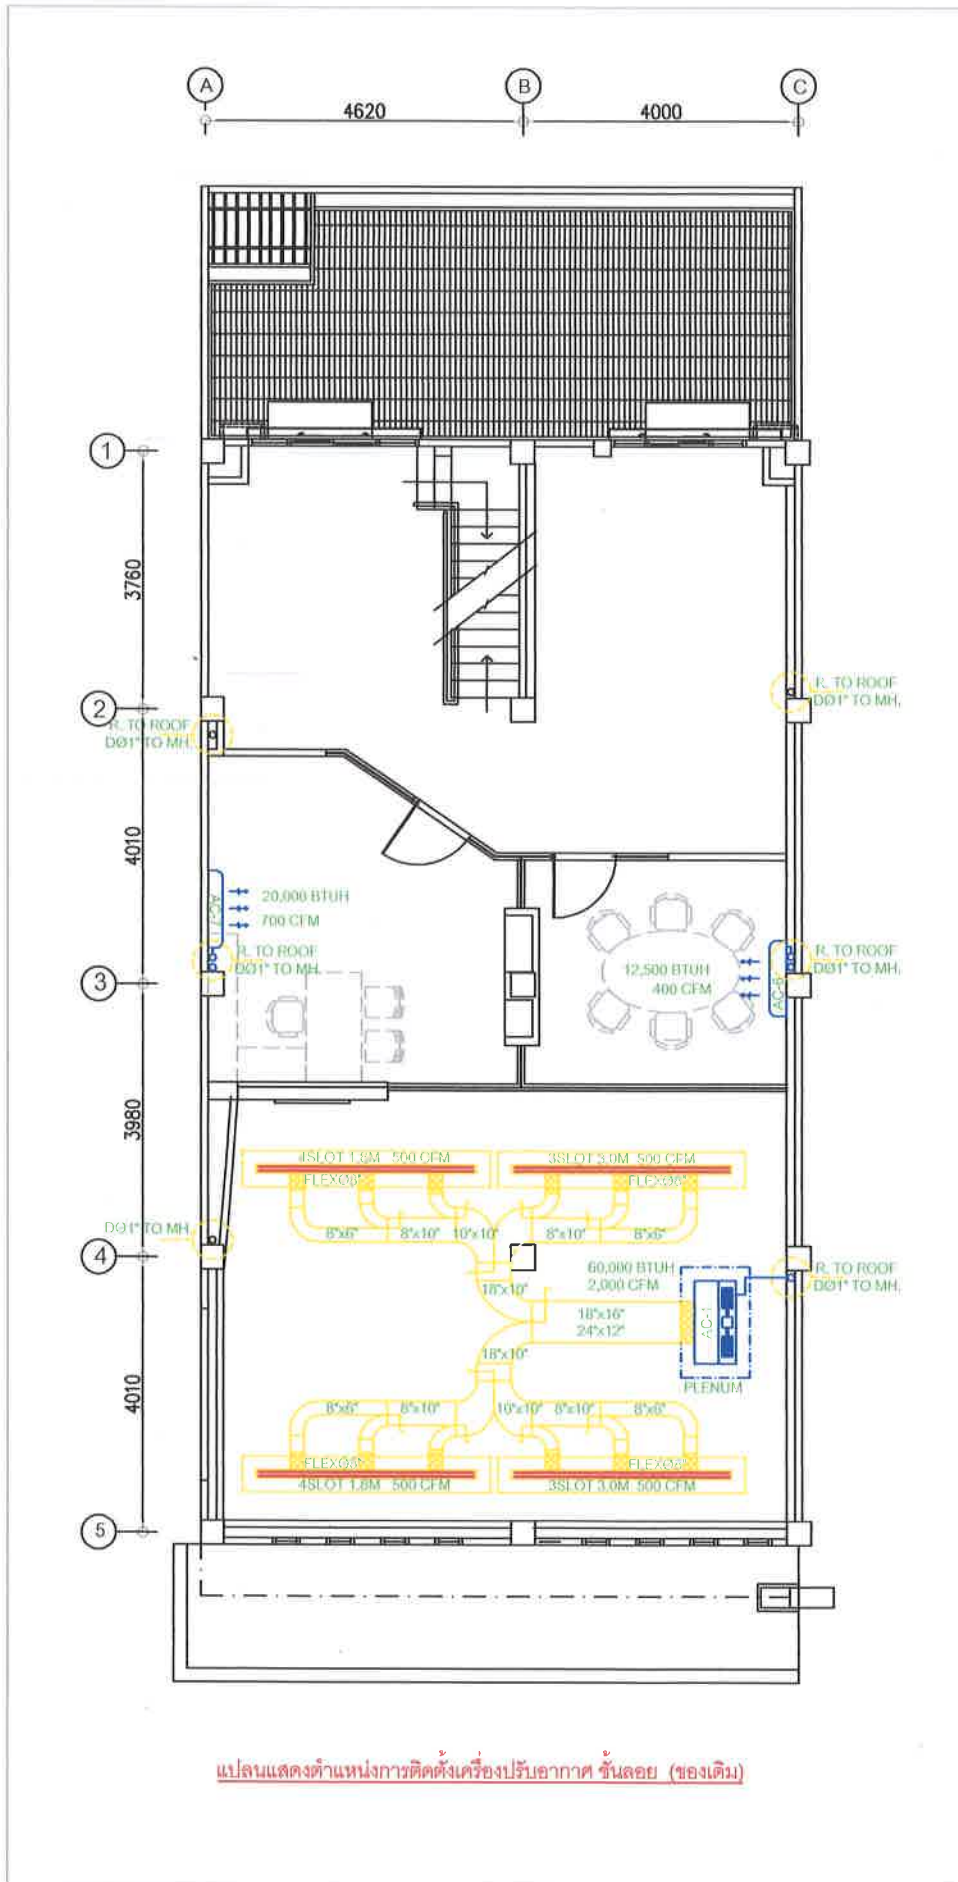 A
B
C
4620
4000
1
3760
2
R. TO ROOF
DØ1" TO MH.
R. TO ROOF
DØ1" TO MH.
4010
AC-7
20,000 BTUH
700 CFM
R. TO ROOF
DØ1" TO MH.
12,500 BTUH
400 CFM
AC-6
R. TO ROOF
DØ1" TO MH.
3
3980
4SLOT 1.8M 500 CFM
3SLOT 3.0M 500 CFM
FLEXØ8"
FLEXØ8"
DØ1" TO MH
8"x6"
8"x10"
10"x10"
8"x10"
8"x6"
4
60,000 BTUH
2,000 CFM
R. TO ROOF
DØ1" TO MH.
18"x10"
18"x16"
24"x12"
AC-1
18"x10"
PLENUM
4010
8"x6"
8"x10"
10"x10"
8"x10"
8"x6"
FLEXØ8"
FLEXØ8"
4SLOT 1.8M 500 CFM
3SLOT 3.0M 500 CFM
5
แปลนแสดงตำแหน่งการติดตั้งเครื่องปรับอากาศ ชั้นลอย (ของเดิม)